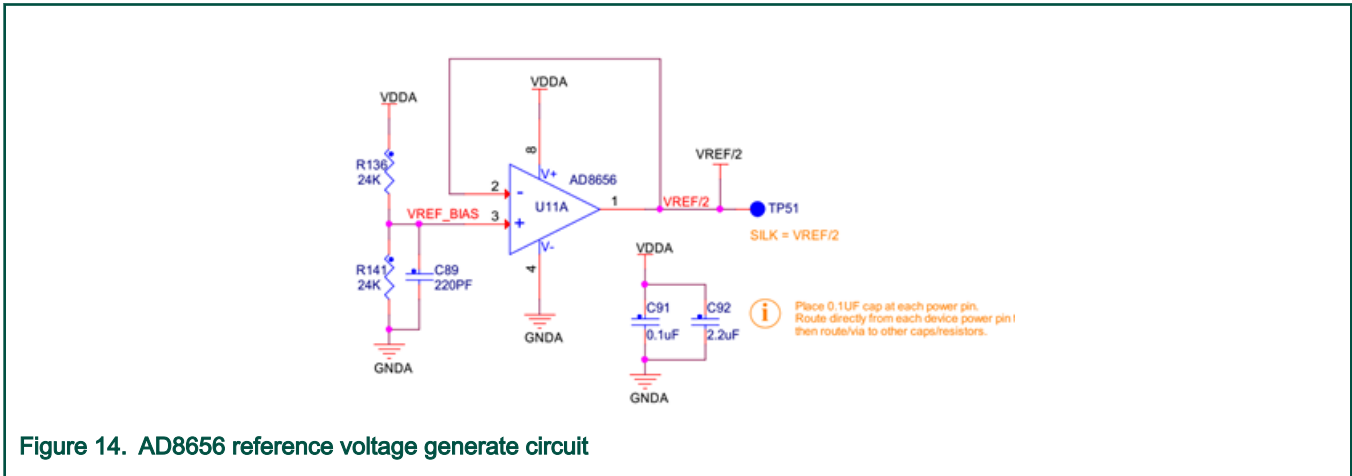 VDDA
VDDA
R136
24K
8
V+
AD8656
VREF/2
2
-
1
VREF/2
TP51
U11A
VREF_BIAS
3
+
SILK = VREF/2
V-
4
VDDA
R141
24K
C89
220PF
C91
0.1uF
C92
2.2uF
i
Place 0.1UF cap at each power pin.
Route directly from each device power pin
then route/via to other caps/resistors.
GNDA
GNDA
GNDA
Figure 14. AD8656 reference voltage generate circuit